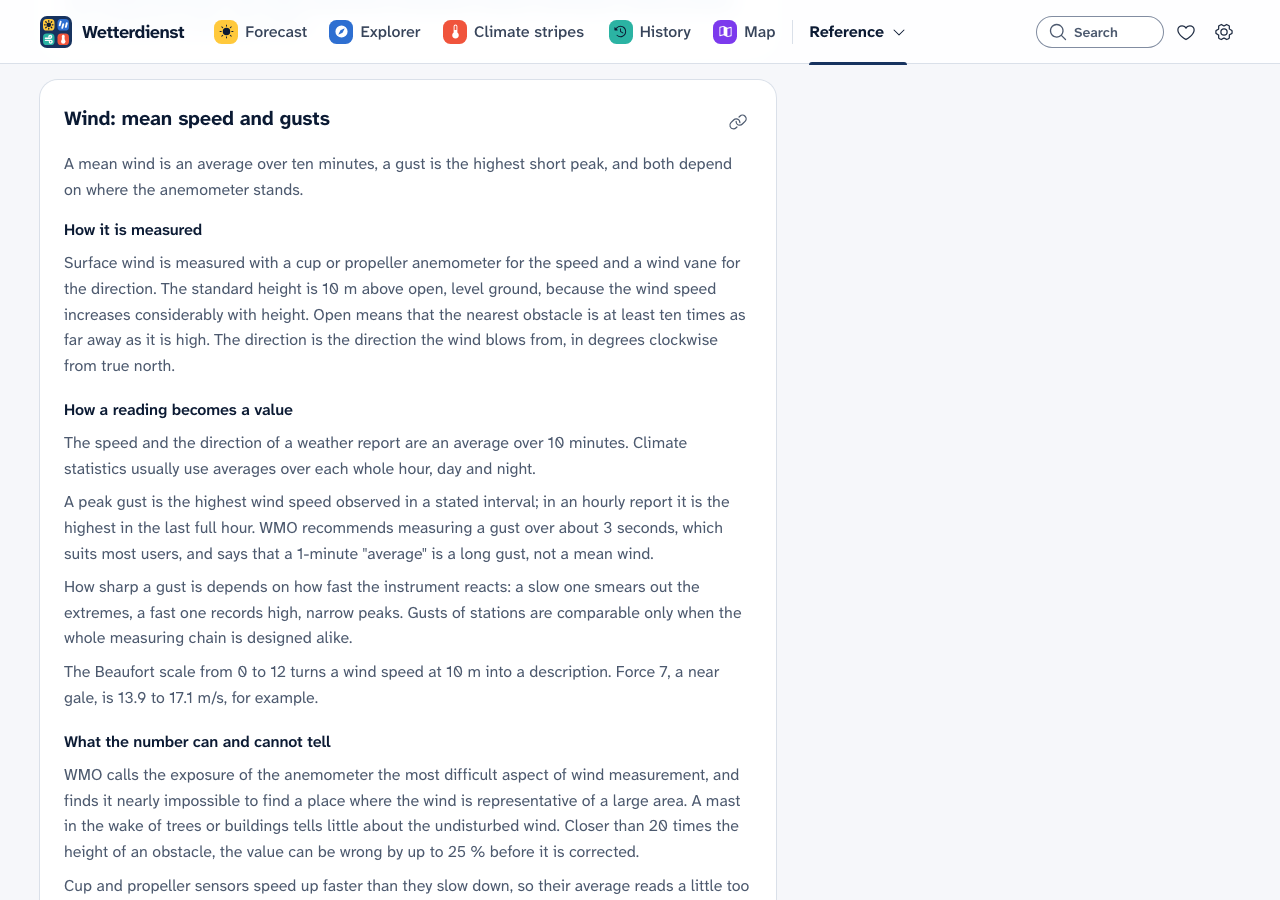 Wetterdienst
Forecast
Explorer
Climate stripes
History
Map
Reference
Search
Wind: mean speed and gusts
A mean wind is an average over ten minutes, a gust is the highest short peak, and both depend
on where the anemometer stands.
How it is measured
Surface wind is measured with a cup or propeller anemometer for the speed and a wind vane for
the direction. The standard height is 10 m above open, level ground, because the wind speed
increases considerably with height. Open means that the nearest obstacle is at least ten times as
far away as it is high. The direction is the direction the wind blows from, in degrees clockwise
from true north.
How a reading becomes a value
The speed and the direction of a weather report are an average over 10 minutes. Climate
statistics usually use averages over each whole hour, day and night.
A peak gust is the highest wind speed observed in a stated interval; in an hourly report it is the
highest in the last full hour. WMO recommends measuring a gust over about 3 seconds, which
suits most users, and says that a 1-minute "average" is a long gust, not a mean wind.
How sharp a gust is depends on how fast the instrument reacts: a slow one smears out the
extremes, a fast one records high, narrow peaks. Gusts of stations are comparable only when the
whole measuring chain is designed alike.
The Beaufort scale from 0 to 12 turns a wind speed at 10 m into a description. Force 7, a near
gale, is 13.9 to 17.1 m/s, for example.
What the number can and cannot tell
WMO calls the exposure of the anemometer the most difficult aspect of wind measurement, and
finds it nearly impossible to find a place where the wind is representative of a large area. A mast
in the wake of trees or buildings tells little about the undisturbed wind. Closer than 20 times the
height of an obstacle, the value can be wrong by up to 25 % before it is corrected.
Cup and propeller sensors speed up faster than they slow down, so their average reads a little too